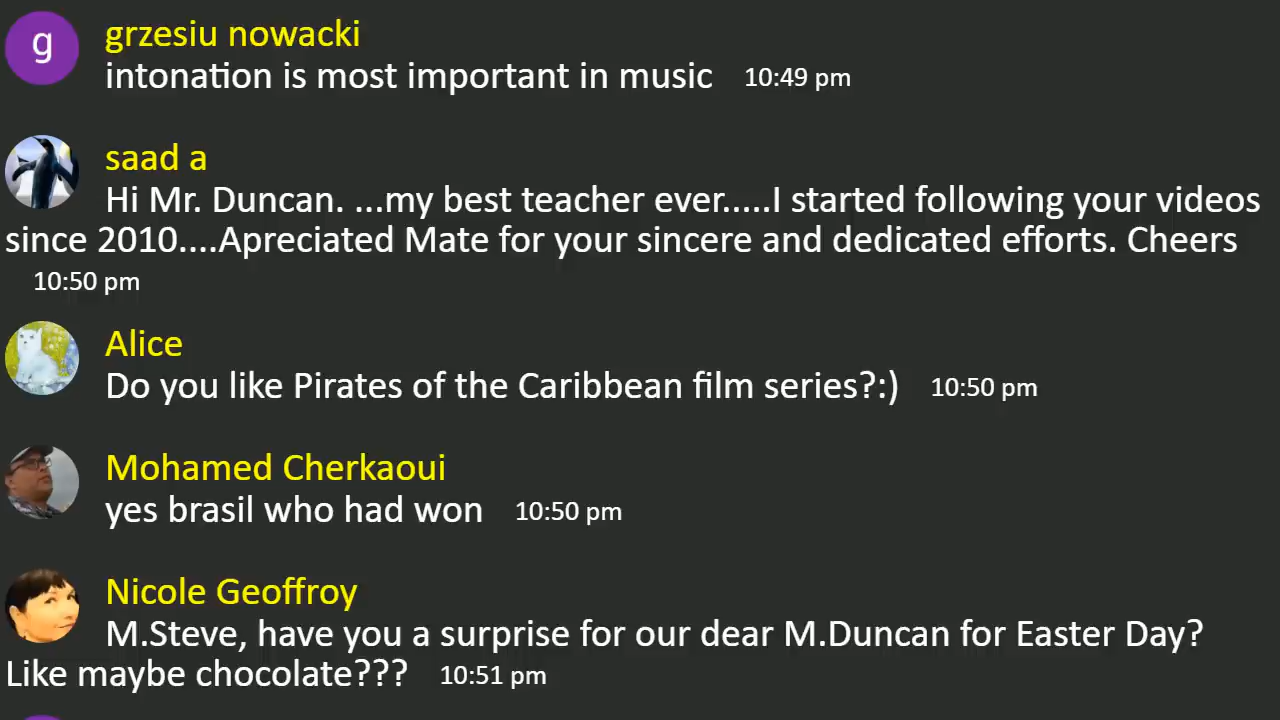 g
grzesiu nowacki
intonation is most important in music 10:49 pm
saad a
Hi Mr. Duncan. ...my best teacher ever.....I started following your videos
since 2010....Apreciated Mate for your sincere and dedicated efforts. Cheers
10:50 pm
Alice
Do you like Pirates of the Caribbean film series?:) 10:50 pm
Mohamed Cherkaoui
yes brasil who had won 10:50 pm
Nicole Geoffroy
M.Steve, have you a surprise for our dear M.Duncan for Easter Day?
Like maybe chocolate??? 10:51 pm